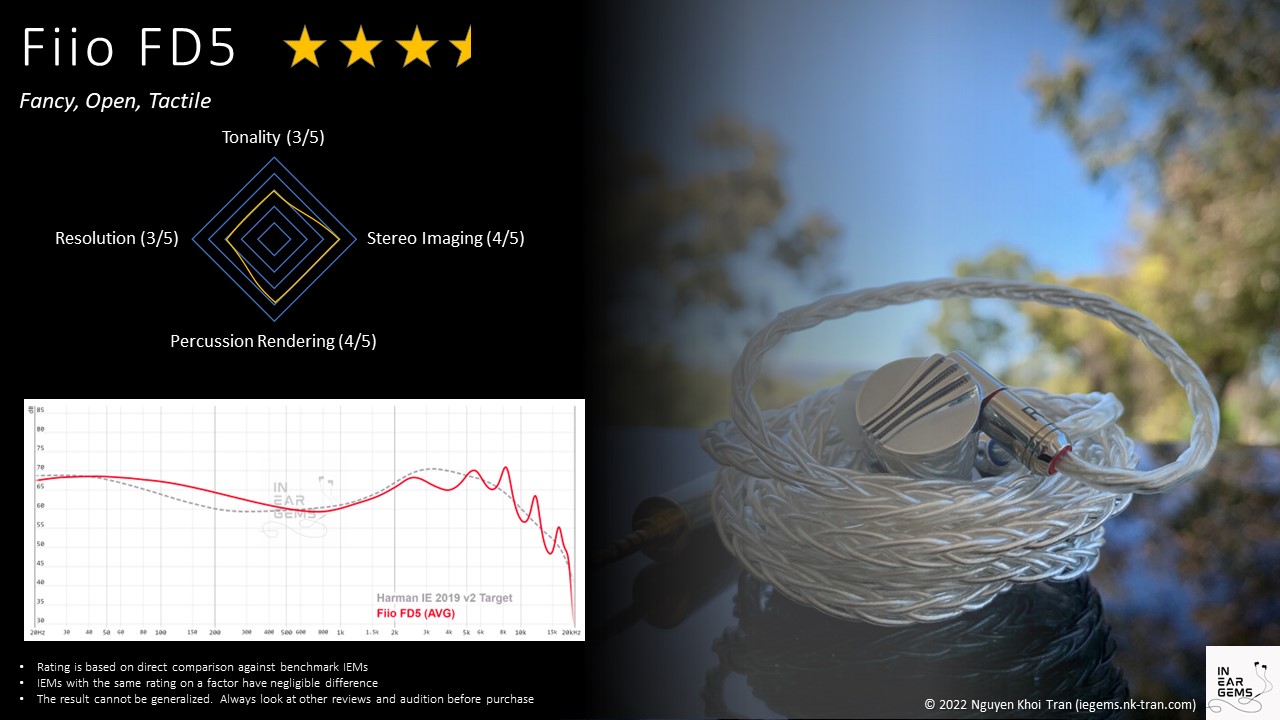 Fiio FD5
Fancy, Open, Tactile
Tonality (3/5)
Resolution (3/5)
Stereo Imaging (4/5)
Percussion Rendering (4/5)
dB
85
80
75
70
65
60
55
50
45
40
35
30
IN
EAR
GEMS
Harman IE 2019 v2 Target
Fiio FD5 (AVG)
20Hz 30 40 50 60 80 100 150 200 300 400 500 600 800 1k 1.5k 2k 3k 4k 5k 6k 8k 10k 15k 20kHz
• Rating is based on direct comparison against benchmark IEMs
• IEMs with the same rating on a factor have negligible difference
• The result cannot be generalized. Always look at other reviews and audition before purchase
© 2022 Nguyen Khoi Tran (iegems.nk-tran.com)
IN
EAR
GEMS